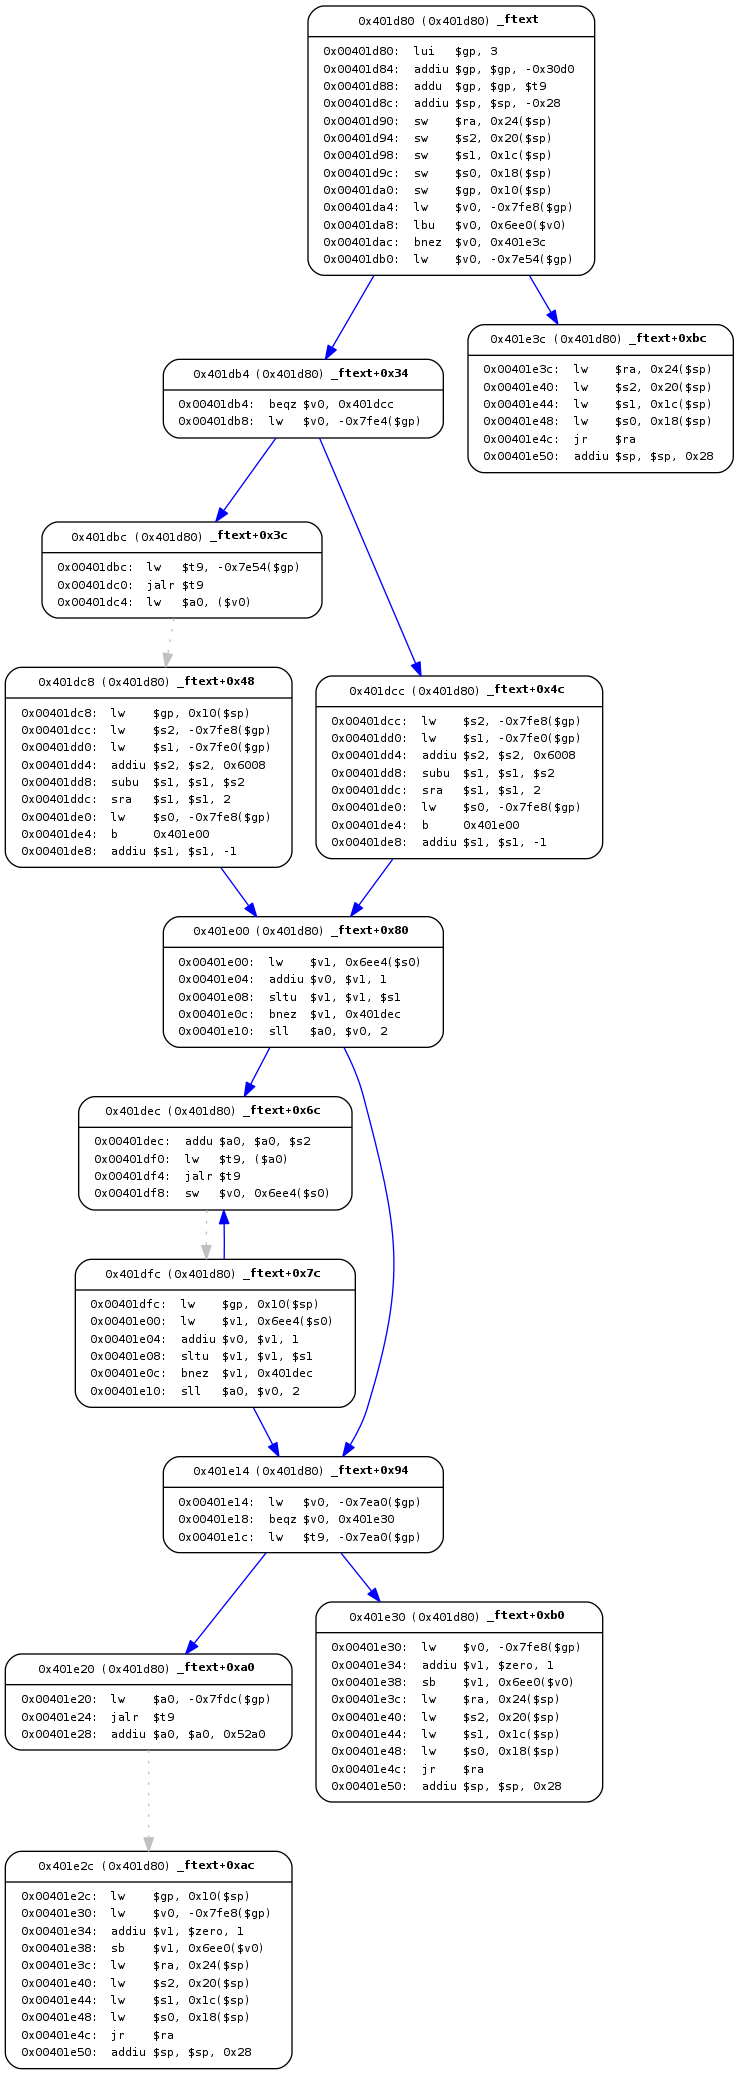 0x401d80 (0x401d80) _ftext
0x00401d80: lui $gp, 3
0x00401d84: addiu $gp, $gp, -0x30d0
0x00401d88: addu $gp, $gp, $t9
0x00401d8c: addiu $sp, $sp, -0x28
0x00401d90: sw $ra, 0x24($sp)
0x00401d94: sw $s2, 0x20($sp)
0x00401d98: sw $s1, 0x1c($sp)
0x00401d9c: sw $s0, 0x18($sp)
0x00401da0: sw $gp, 0x10($sp)
0x00401da4: lw $v0, -0x7fe8($gp)
0x00401da8: lbu $v0, 0x6ee0($v0)
0x00401dac: bnez $v0, 0x401e3c
0x00401db0: lw $v0, -0x7e54($gp)
0x401e3c (0x401d80) _ftext+0xbc
0x00401e3c: lw $ra, 0x24($sp)
0x00401e40: lw $s2, 0x20($sp)
0x00401e44: lw $s1, 0x1c($sp)
0x00401e48: lw $s0, 0x18($sp)
0x00401e4c: jr $ra
0x00401e50: addiu $sp, $sp, 0x28
0x401db4 (0x401d80) _ftext+0x34
0x00401db4: beqz $v0, 0x401dcc
0x00401db8: lw $v0, -0x7fe4($gp)
0x401dbc (0x401d80) _ftext+0x3c
0x00401dbc: lw $t9, -0x7e54($gp)
0x00401dc0: jalr $t9
0x00401dc4: lw $a0, ($v0)
0x401dc8 (0x401d80) _ftext+0x48
0x00401dc8: lw $gp, 0x10($sp)
0x00401dcc: lw $s2, -0x7fe8($gp)
0x00401dd0: lw $s1, -0x7fe0($gp)
0x00401dd4: addiu $s2, $s2, 0x6008
0x00401dd8: subu $s1, $s1, $s2
0x00401ddc: sra $s1, $s1, 2
0x00401de0: lw $s0, -0x7fe8($gp)
0x00401de4: b 0x401e00
0x00401de8: addiu $s1, $s1, -1
0x401dcc (0x401d80) _ftext+0x4c
0x00401dcc: lw $s2, -0x7fe8($gp)
0x00401dd0: lw $s1, -0x7fe0($gp)
0x00401dd4: addiu $s2, $s2, 0x6008
0x00401dd8: subu $s1, $s1, $s2
0x00401ddc: sra $s1, $s1, 2
0x00401de0: lw $s0, -0x7fe8($gp)
0x00401de4: b 0x401e00
0x00401de8: addiu $s1, $s1, -1
0x401e00 (0x401d80) _ftext+0x80
0x00401e00: lw $v1, 0x6ee4($s0)
0x00401e04: addiu $v0, $v1, 1
0x00401e08: sltu $v1, $v1, $s1
0x00401e0c: bnez $v1, 0x401dec
0x00401e10: sll $a0, $v0, 2
0x401dec (0x401d80) _ftext+0x6c
0x00401dec: addu $a0, $a0, $s2
0x00401df0: lw $t9, ($a0)
0x00401df4: jalr $t9
0x00401df8: sw $v0, 0x6ee4($s0)
0x401dfc (0x401d80) _ftext+0x7c
0x00401dfc: lw $gp, 0x10($sp)
0x00401e00: lw $v1, 0x6ee4($s0)
0x00401e04: addiu $v0, $v1, 1
0x00401e08: sltu $v1, $v1, $s1
0x00401e0c: bnez $v1, 0x401dec
0x00401e10: sll $a0, $v0, 2
0x401e14 (0x401d80) _ftext+0x94
0x00401e14: lw $v0, -0x7ea0($gp)
0x00401e18: beqz $v0, 0x401e30
0x00401e1c: lw $t9, -0x7ea0($gp)
0x401e30 (0x401d80) _ftext+0xb0
0x00401e30: lw $v0, -0x7fe8($gp)
0x00401e34: addiu $v1, $zero, 1
0x00401e38: sb $v1, 0x6ee0($v0)
0x00401e3c: lw $ra, 0x24($sp)
0x00401e40: lw $s2, 0x20($sp)
0x00401e44: lw $s1, 0x1c($sp)
0x00401e48: lw $s0, 0x18($sp)
0x00401e4c: jr $ra
0x00401e50: addiu $sp, $sp, 0x28
0x401e20 (0x401d80) _ftext+0xa0
0x00401e20: lw $a0, -0x7fdc($gp)
0x00401e24: jalr $t9
0x00401e28: addiu $a0, $a0, 0x52a0
0x401e2c (0x401d80) _ftext+0xac
0x00401e2c: lw $gp, 0x10($sp)
0x00401e30: lw $v0, -0x7fe8($gp)
0x00401e34: addiu $v1, $zero, 1
0x00401e38: sb $v1, 0x6ee0($v0)
0x00401e3c: lw $ra, 0x24($sp)
0x00401e40: lw $s2, 0x20($sp)
0x00401e44: lw $s1, 0x1c($sp)
0x00401e48: lw $s0, 0x18($sp)
0x00401e4c: jr $ra
0x00401e50: addiu $sp, $sp, 0x28